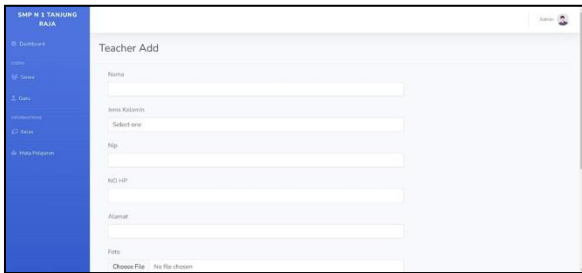 SMP N 1 TANJUNG
RAJA
Admin
Dashboard
Teacher Add
Nama
Siswa
Guru
Jenis Kelamin
Select one
Kelas
Nip
Mata Pelajaran
NO HP
Alamat
Foto
Choose File No file chosen